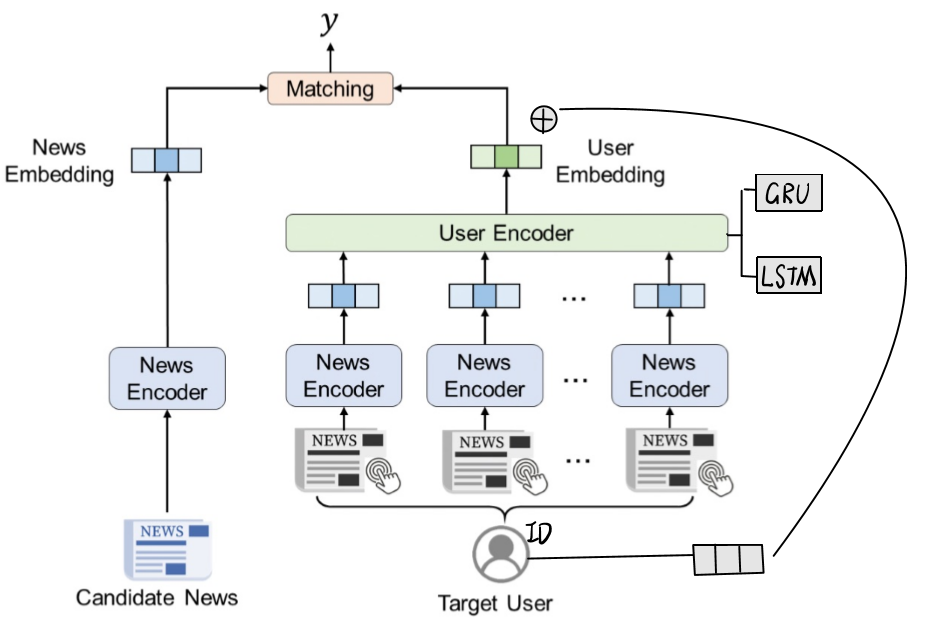 y
Matching
News
Embedding
User
Embedding
GRU
User Encoder
LSTM
...
News
Encoder
News
Encoder
News
Encoder
...
News
Encoder
NEWS
NEWS
...
NEWS
NEWS
ID
Candidate News
Target User